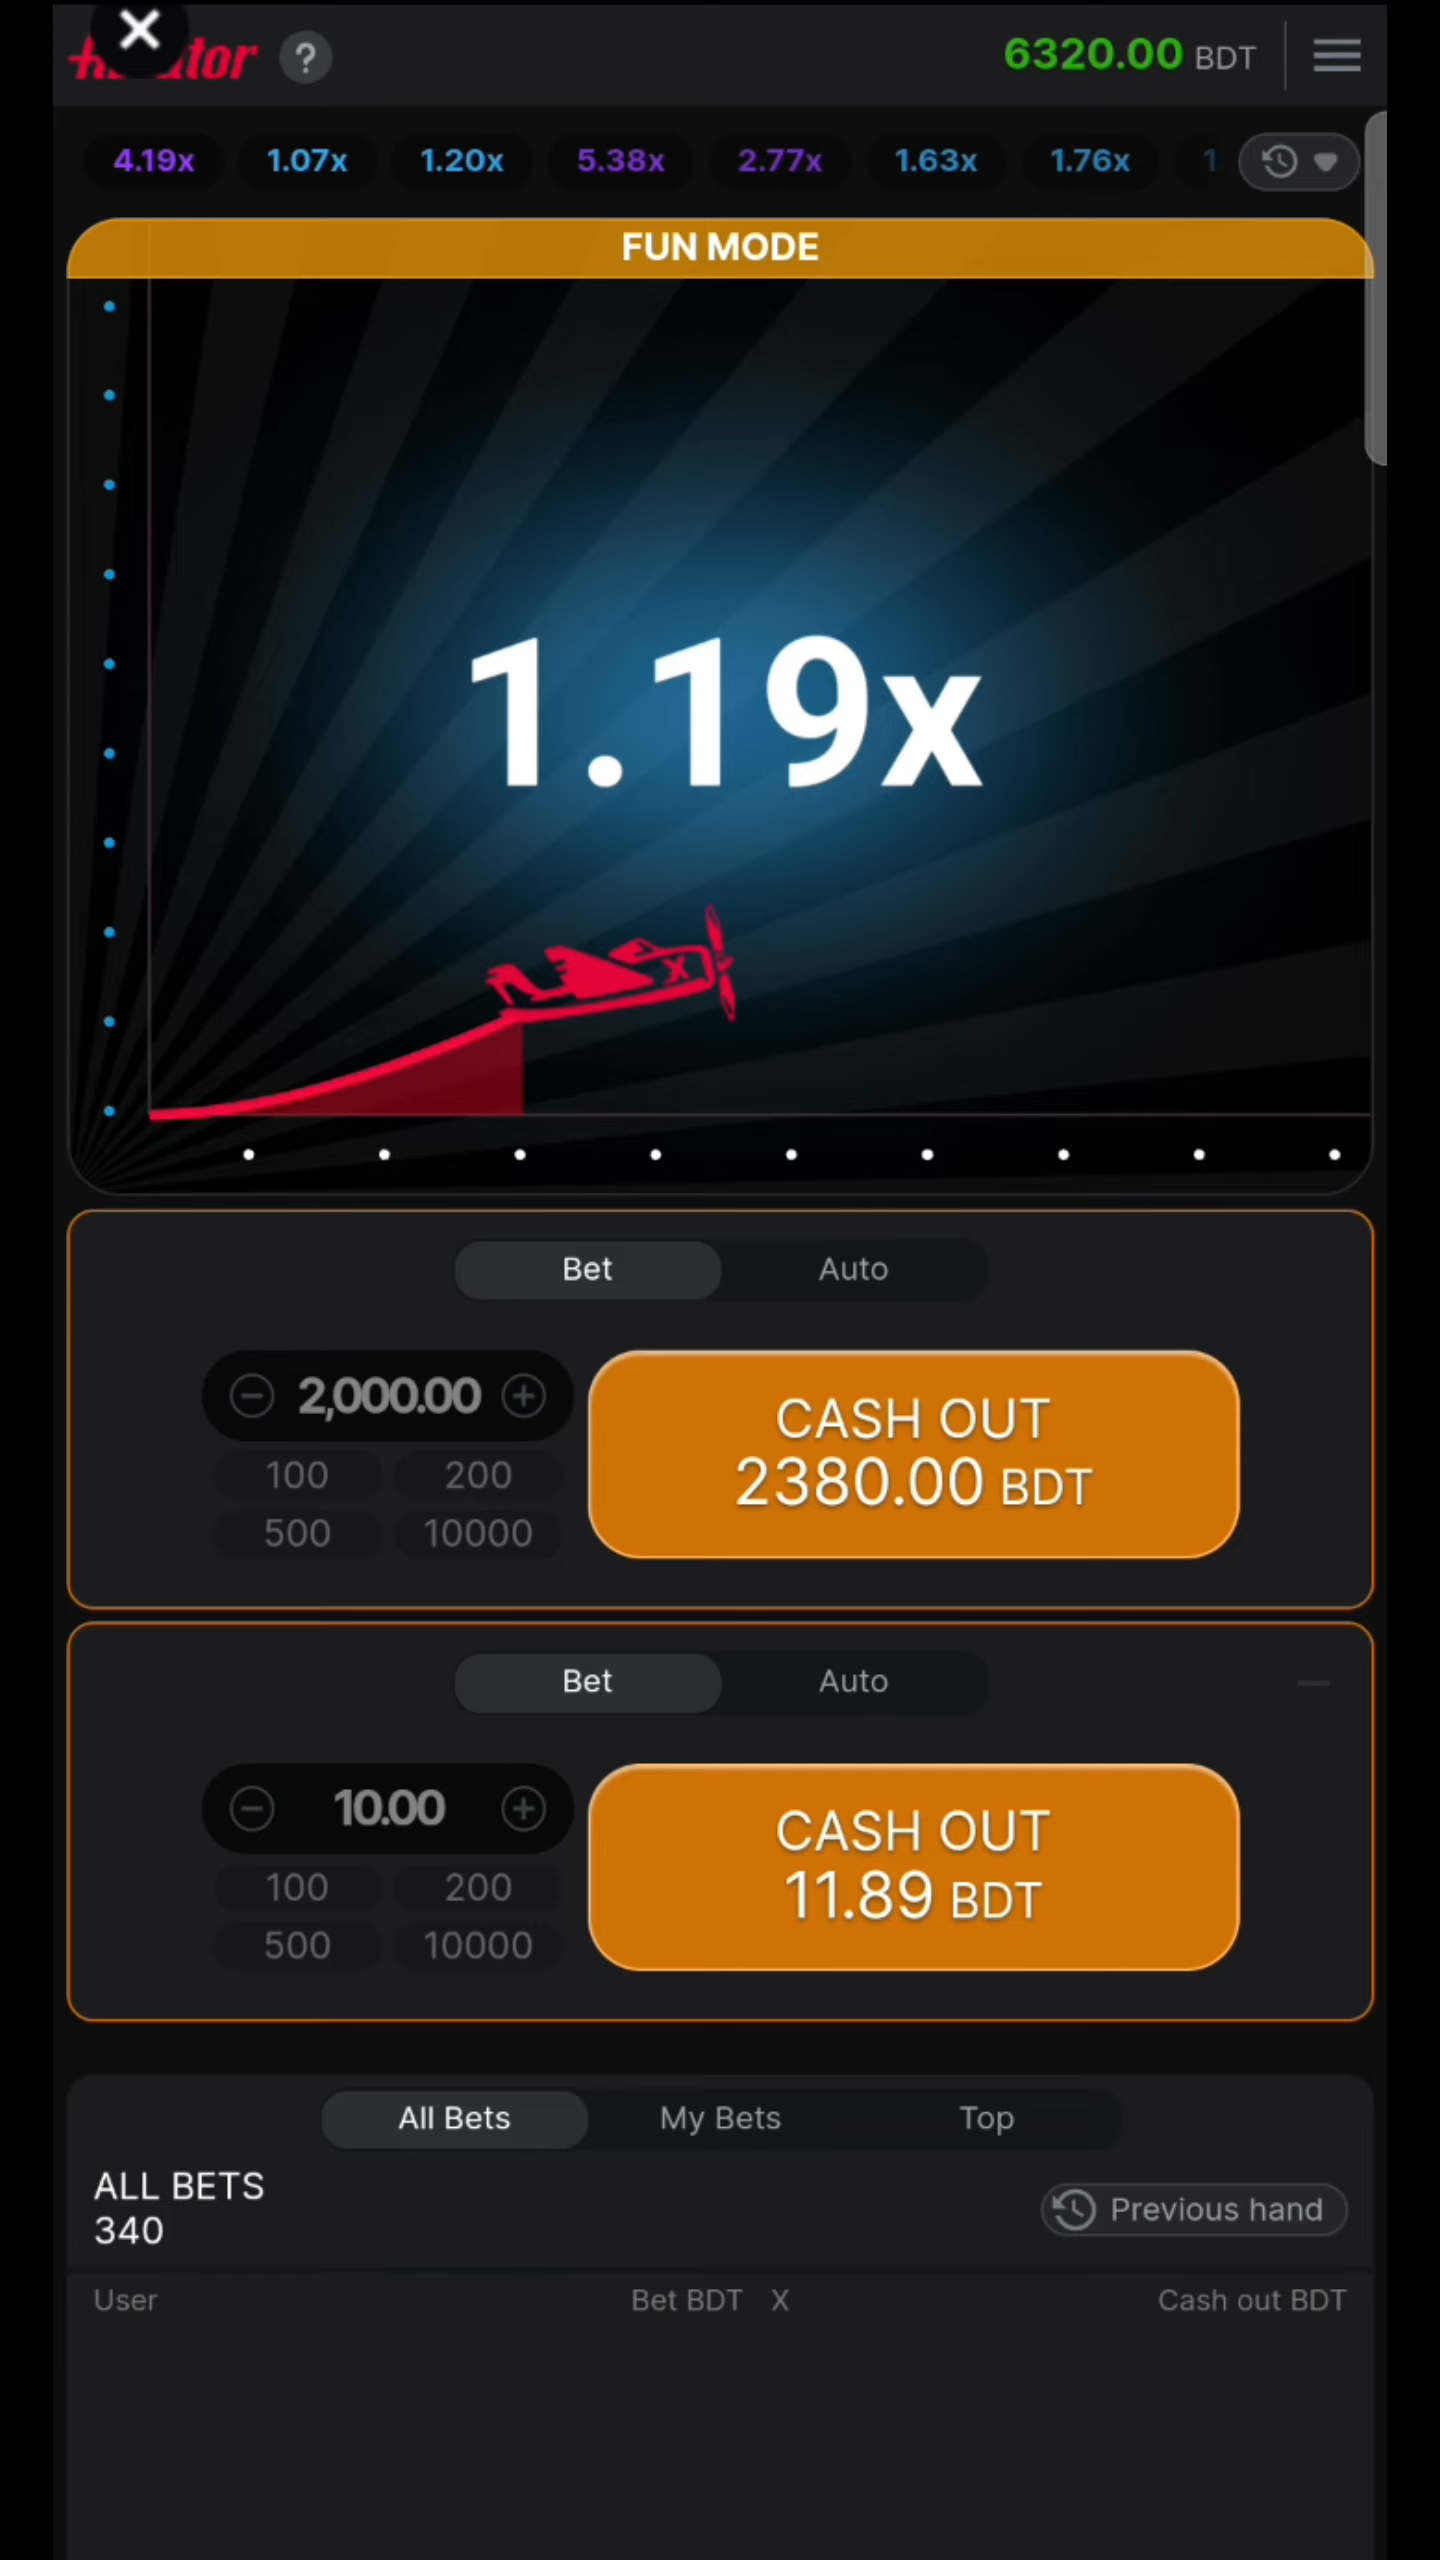 6320.00 BDT
4.19x 1.07x 1.20x 5.38x 2.77x 1.63x 1.76x
FUN MODE
1.19x
X
Bet Auto
2,000.00
100 200
500 10000
CASH OUT
2380.00 BDT
Bet Auto
10.00
100 200
500 10000
CASH OUT
11.89 BDT
All Bets My Bets Top
ALL BETS
340
Previous hand
User Bet BDT X Cash out BDT